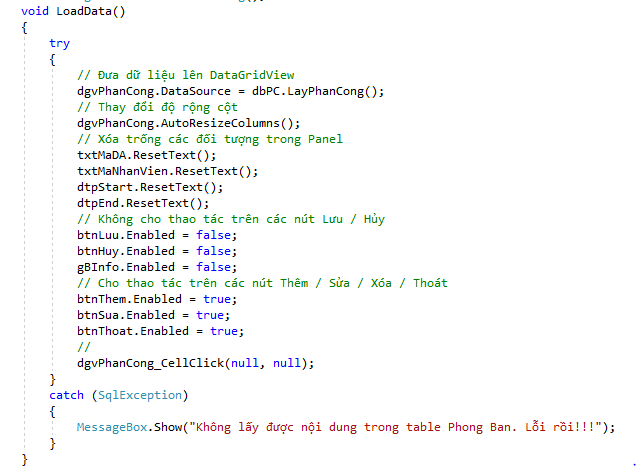 void LoadData()
{
try
{
// Đưa dữ liệu lên DataGridView
dgvPhanCong.DataSource = dbPC.LayPhanCong();
// Thay đổi độ rộng cột
dgvPhanCong.AutoResizeColumns();
// Xóa trống các đối tượng trong Panel
txtMaDA.ResetText();
txtMaNhanVien.ResetText();
dtpStart.ResetText();
dtpEnd.ResetText();
// Không cho thao tác trên các nút Lưu / Hủy
btnLuu.Enabled = false;
btnHuy.Enabled = false;
gBInfo.Enabled = false;
// Cho thao tác trên các nút Thêm / Sửa / Xóa / Thoát
btnThem.Enabled = true;
btnSua.Enabled = true;
btnThoat.Enabled = true;
//
dgvPhanCong_CellClick(null, null);
}
catch (SqlException)
{
MessageBox.Show("Không lấy được nội dung trong table Phong Ban. Lỗi rồi!!!");
}
}